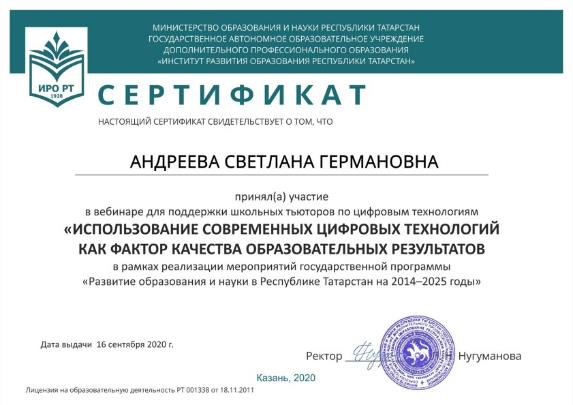 МИНИСТЕРСТВО ОБРАЗОВАНИЯ И НАУКИ РЕСПУБЛИКИ ТАТАРСТАН
ГОСУДАРСТВЕННОЕ АВТОНОМНОЕ ОБРАЗОВАТЕЛЬНОЕ УЧРЕЖДЕНИЕ
ДОПОЛНИТЕЛЬНОГО ПРОФЕССИОНАЛЬНОГО ОБРАЗОВАНИЯ
«ИНСТИТУТ РАЗВИТИЯ ОБРАЗОВАНИЯ РЕСПУБЛИКИ ТАТАРСТАН»
ИРО РТ
1928
СЕРТИФИКАТ
НАСТОЯЩИЙ СЕРТИФИКАТ СВИДЕТЕЛЬСТВУЕТ О ТОМ, ЧТО
АНДРЕЕВА СВЕТЛАНА ГЕРМАНОВНА
принял(а) участие
в вебинаре для поддержки школьных тьюторов по цифровым технологиям
«ИСПОЛЬЗОВАНИЕ СОВРЕМЕННЫХ ЦИФРОВЫХ ТЕХНОЛОГИЙ
КАК ФАКТОР КАЧЕСТВА ОБРАЗОВАТЕЛЬНЫХ РЕЗУЛЬТАТОВ
в рамках реализации мероприятий государственной программы
«Развитие образования и науки в Республике Татарстан на 2014–2025 годы»
Дата выдачи 16 сентября 2020 г.
Ректор Нугуманова
Казань, 2020
Лицензия на образовательную деятельность РТ 001338 от 18.11.2011